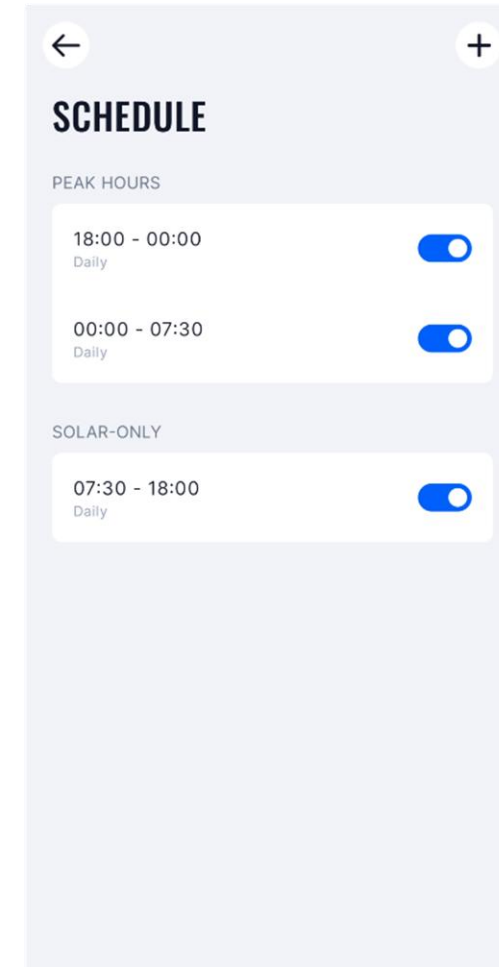 SCHEDULE
PEAK HOURS
18:00 - 00:00
Daily
00:00 - 07:30
Daily
SOLAR-ONLY
07:30 - 18:00
Daily